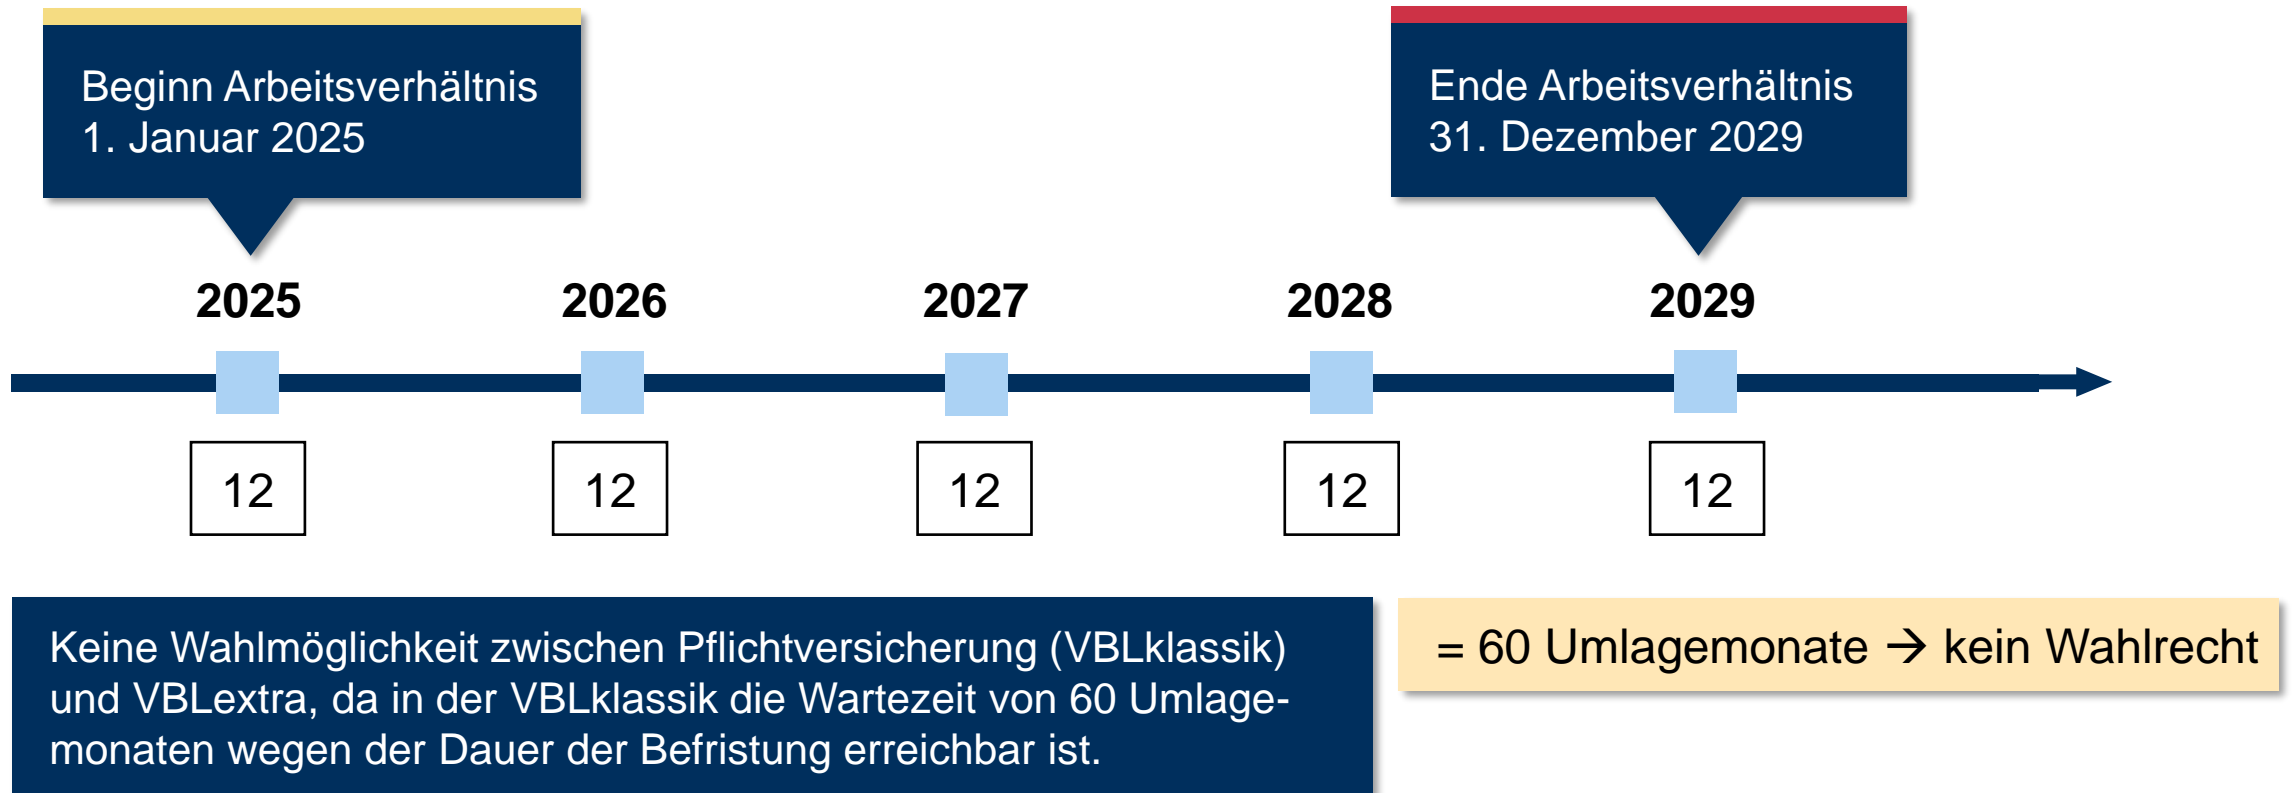 Beginn Arbeitsverhältnis
1. Januar 2025
Ende Arbeitsverhältnis
31. Dezember 2029
2025
2026
2027
2028
2029
12
12
12
12
12
Keine Wahlmöglichkeit zwischen Pflichtversicherung (VBLklassik)
und VBLextra, da in der VBLklassik die Wartezeit von 60 Umlage-
monaten wegen der Dauer der Befristung erreichbar ist.
= 60 Umlagemonate → kein Wahlrecht